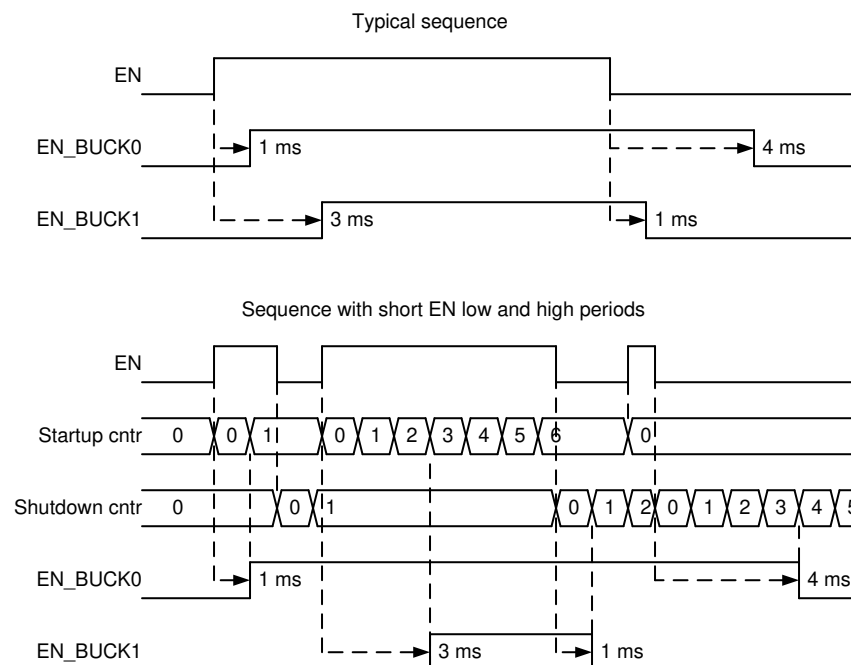 Typical sequence
EN
EN_BUCK0 1 ms 4 ms
EN_BUCK1 3 ms 1 ms
Sequence with short EN low and high periods
EN
Startup cntr 0 0 1 0 1 2 3 4 5 6 0
Shutdown cntr 0 0 1 0 1 2 0 1 2 3 4 5
EN_BUCK0 1 ms 4 ms
EN_BUCK1 3 ms 1 ms